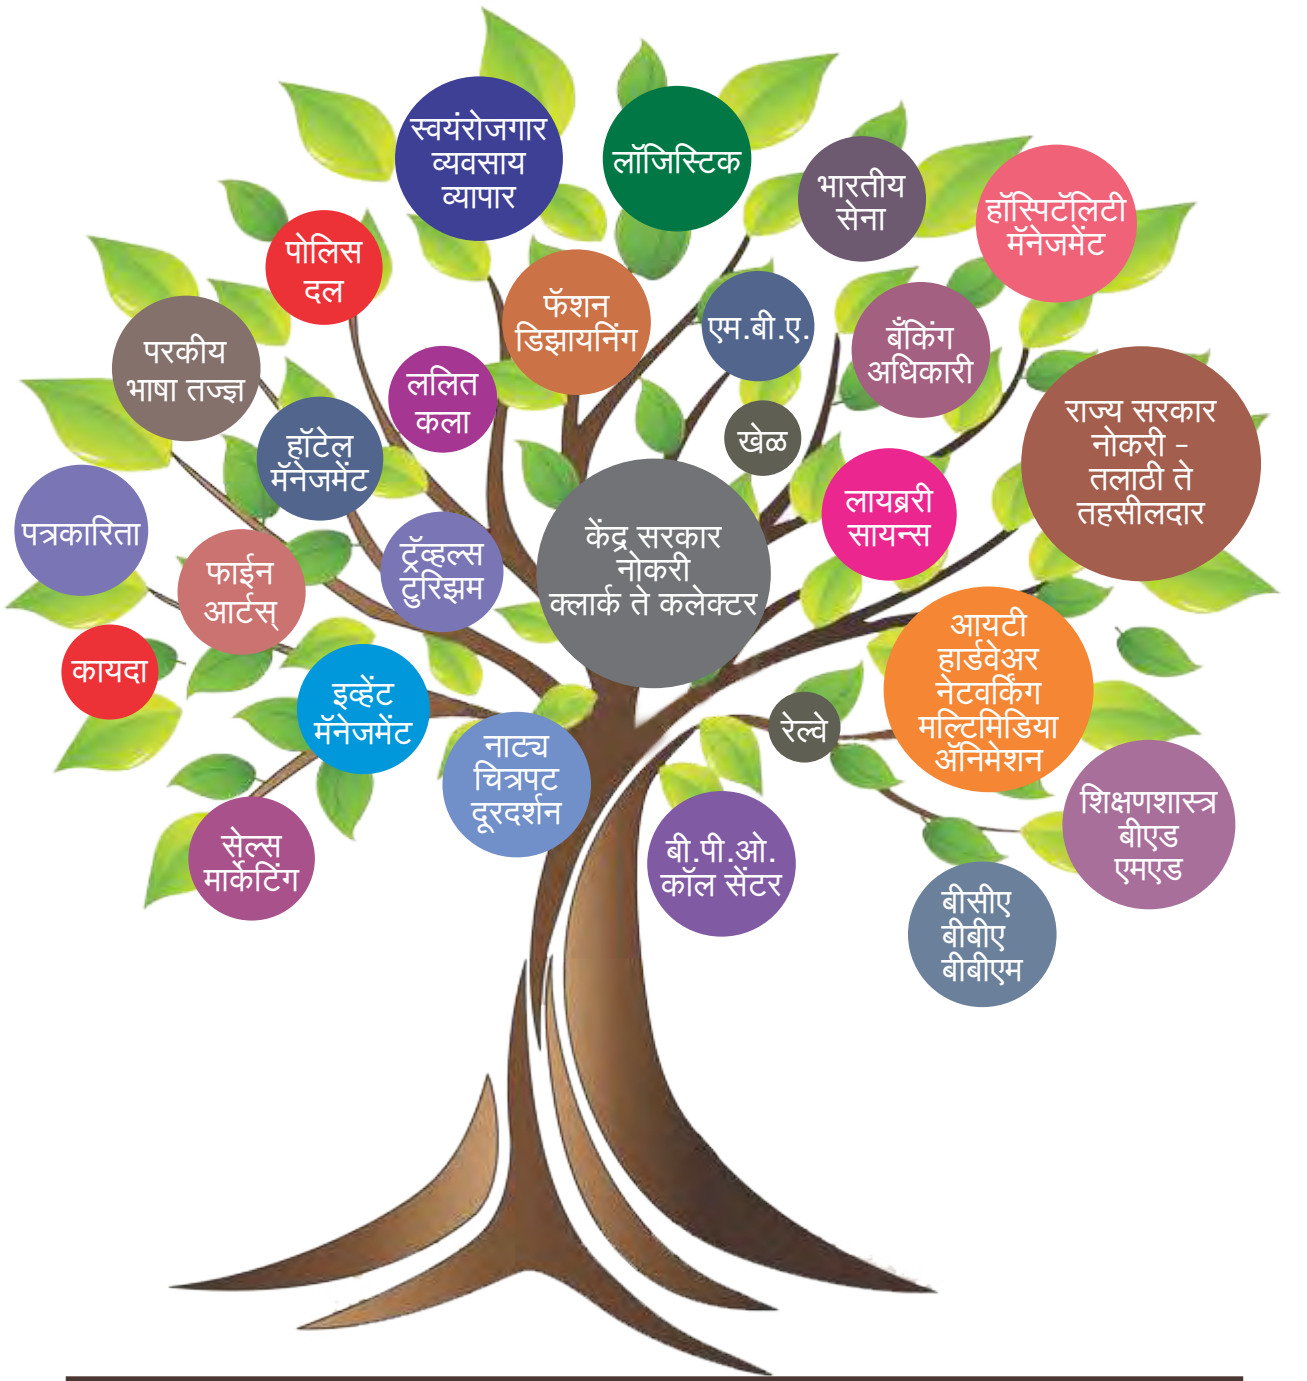 स्वयंरोजगार
व्यवसाय
व्यापार
लॉजिस्टिक
भारतीय
सेना
हॉस्पिटॅलिटी
मॅनेजमेंट
पोलिस
दल
फॅशन
डिझायनिंग
एम.बी.ए.
बँकिंग
अधिकारी
परकीय
भाषा तज्ज्ञ
ललित
कला
खेळ
राज्य सरकार
नोकरी -
तलाठी ते
तहसीलदार
हॉटेल
मॅनेजमेंट
पत्रकारिता
लायब्ररी
सायन्स
केंद्र सरकार
नोकरी
क्लार्क ते कलेक्टर
ट्रॅव्हल्स
टुरिझम
फाईन
आर्टस्
कायदा
इव्हेंट
मॅनेजमेंट
आयटी
हार्डवेअर
नेटवर्किंग
मल्टिमिडिया
ॲनिमेशन
रेल्वे
नाट्य
चित्रपट
दूरदर्शन
शिक्षणशास्त्र
बीएड
एमएड
सेल्स
मार्केटिंग
बी.पी.ओ.
कॉल सेंटर
बीसीए
बीबीए
बीबीएम